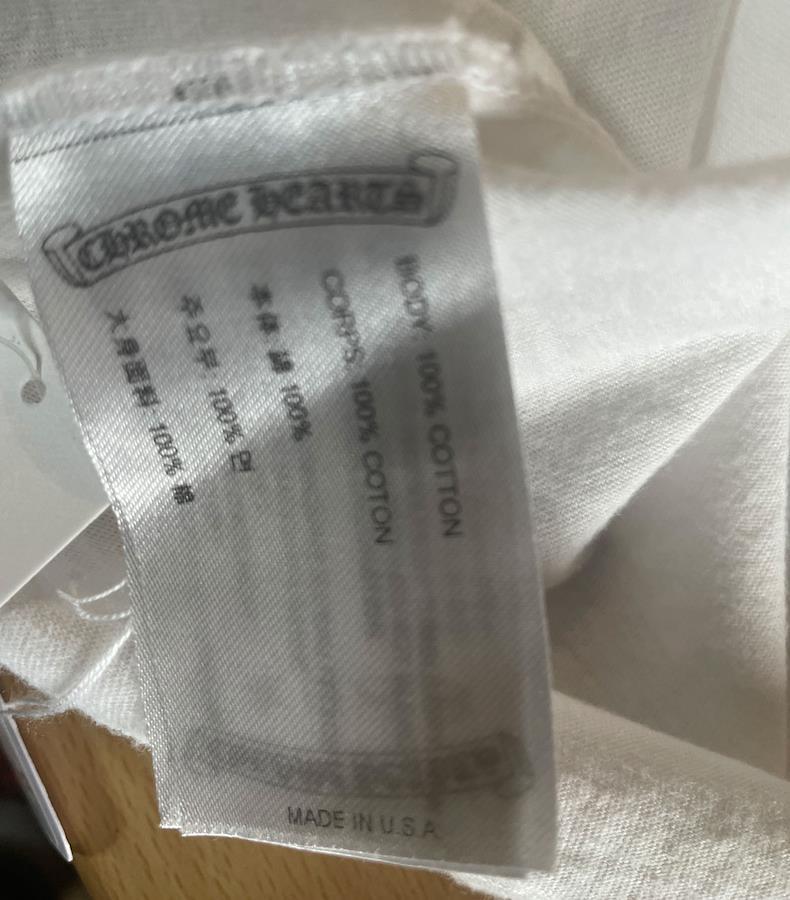 CHROME HEARTS
BODY: 100% COTTON
CORPS: 100% COTON
本体: 綿 100%
주요부: 100% 면
大身面料: 100% 棉
MADE IN U.S.A